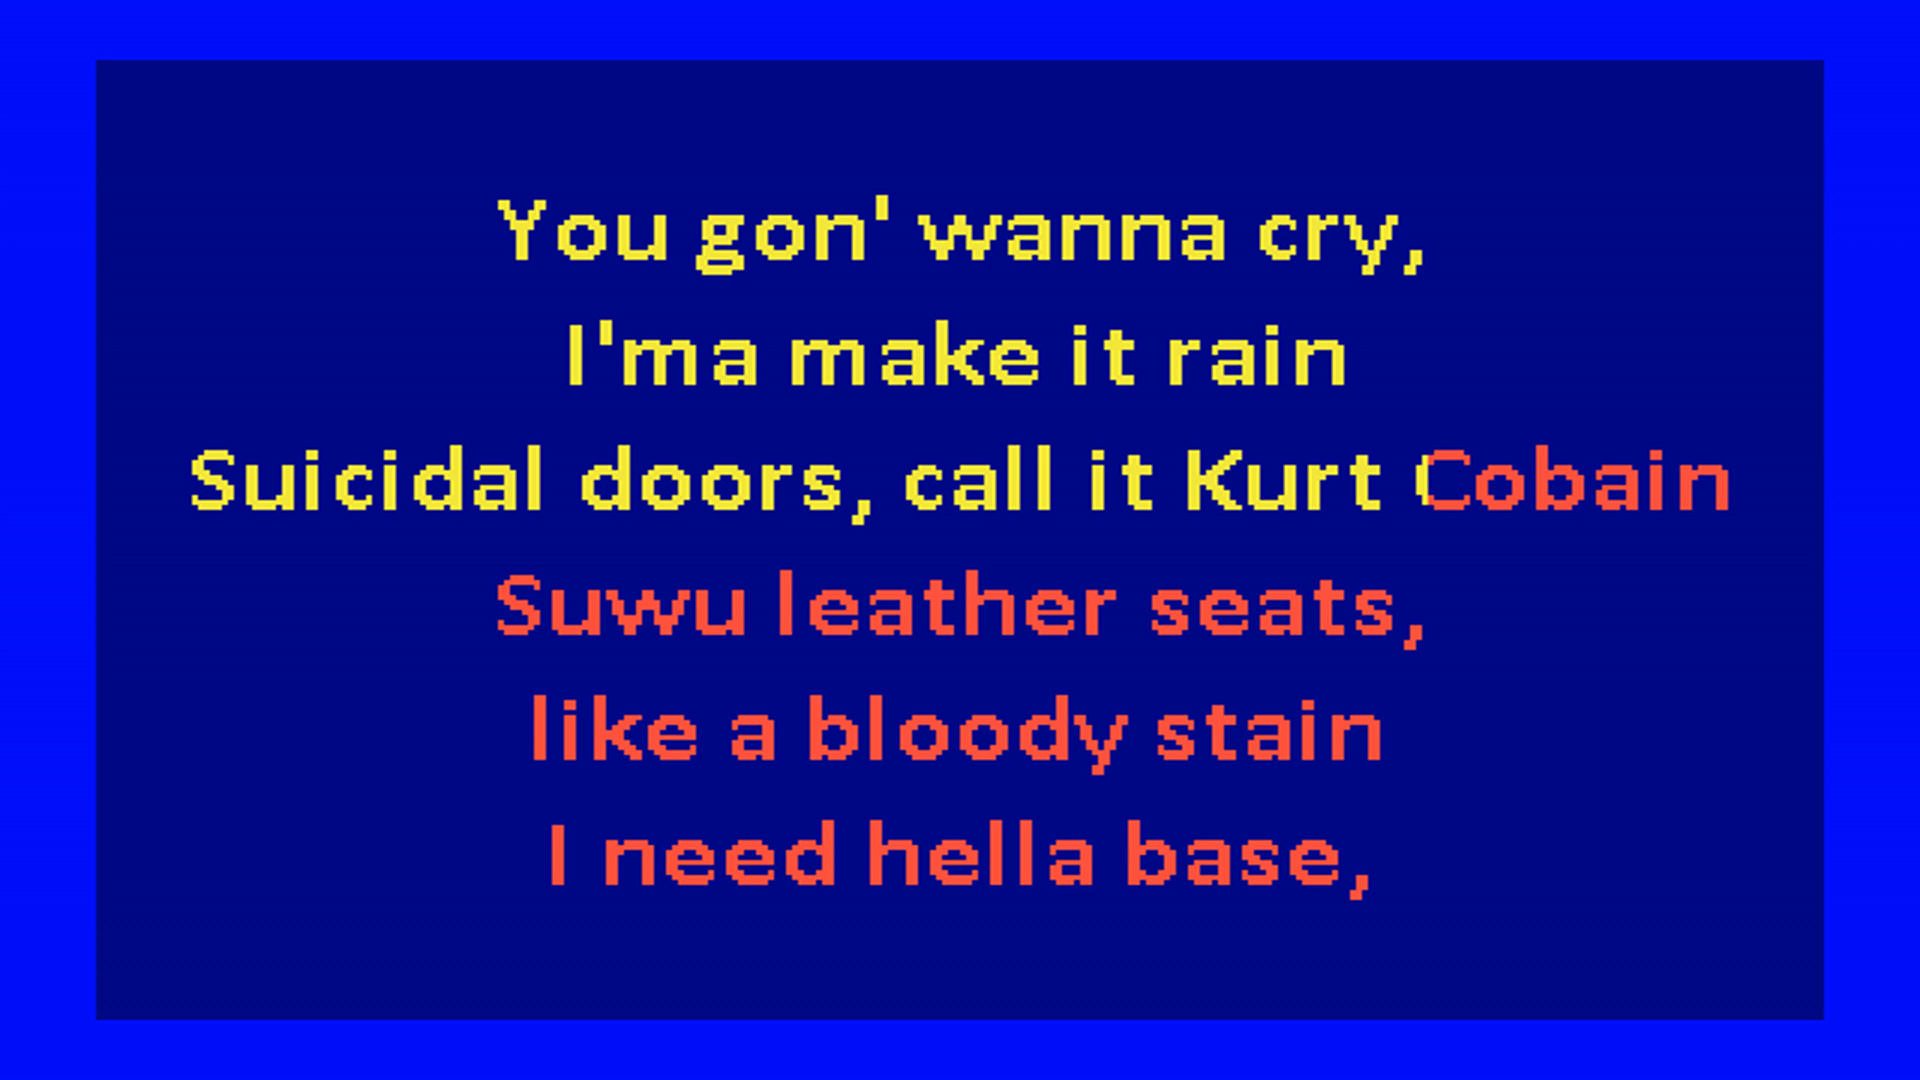 You gon' wanna cry,
I'ma make it rain
Suicidal doors, call it Kurt Cobain
Suwu leather seats,
like a bloody stain
I need hella base,